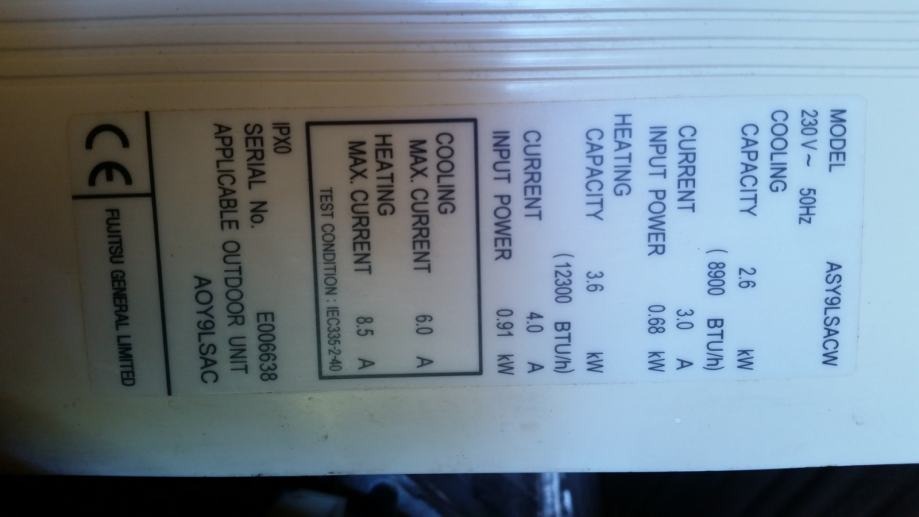 MODEL ASY9LSACW
230 V ~ 50Hz
COOLING
CAPACITY 2.6 kW
( 8900 BTU/h)
CURRENT 3.0 A
INPUT POWER 0.68 kW
HEATING
CAPACITY 3.6 kW
(12300 BTU/h)
CURRENT 4.0 A
INPUT POWER 0.91 kW
COOLING
MAX. CURRENT 6.0 A
HEATING
MAX. CURRENT 8.5 A
TEST CONDITION : IEC335-2-40
IPX0
SERIAL No. E006638
APPLICABLE OUTDOOR UNIT
AOY9LSAC
CE FUJITSU GENERAL LIMITED